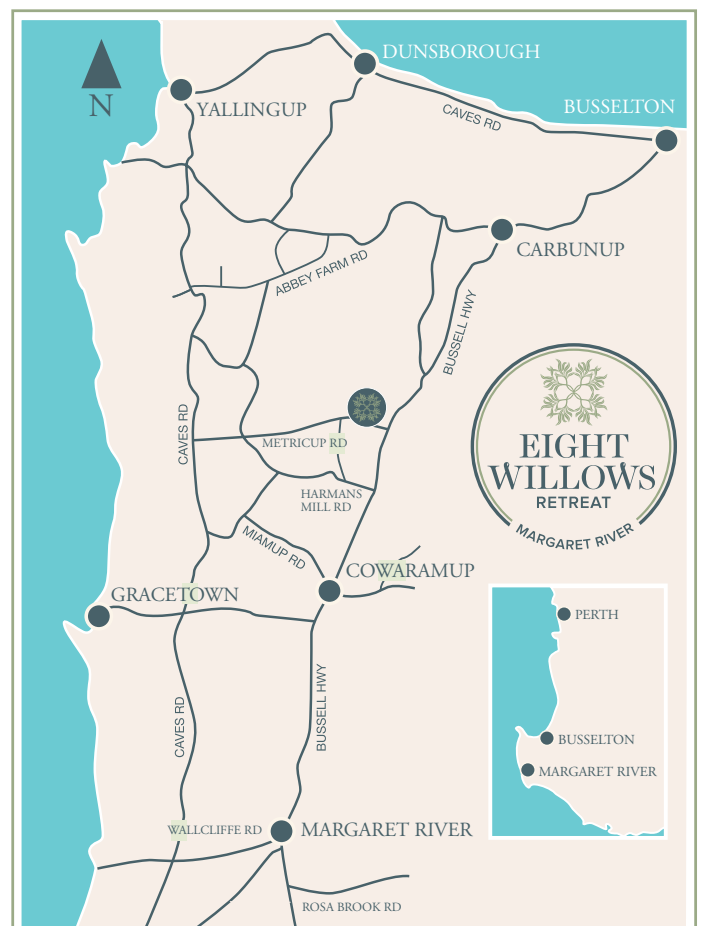 DUNSBOROUGH
N
YALLINGUP
CAVES RD
BUSSELTON
CARBUNUP
ABBEY FARM RD
BUSSELL HWY
CAVES RD
METRICUP RD
HARMANS
MILL RD
EIGHT
WILLOWS
RETREAT
MARGARET RIVER
MIAMUP RD
COWARAMUP
GRACETOWN
PERTH
BUSSELTON
MARGARET RIVER
CAVES RD
BUSSELL HWY
WALLCLIFFE RD
MARGARET RIVER
ROSA BROOK RD